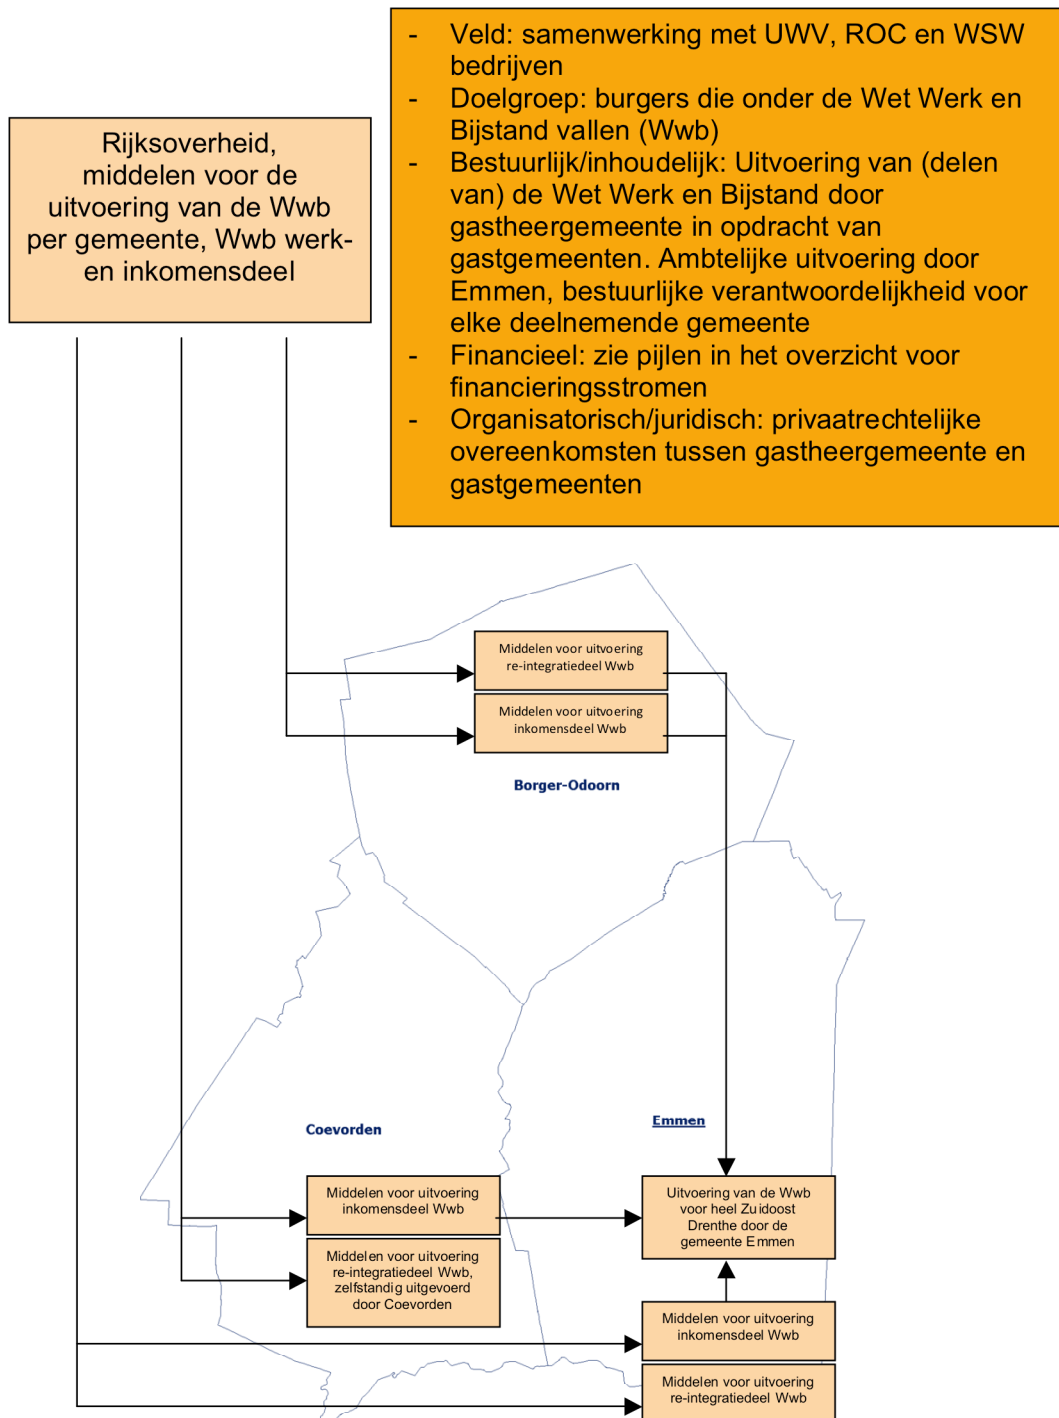 - Veld: samenwerking met UWV, ROC en WSW
bedrijven
- Doelgroep: burgers die onder de Wet Werk en
Bijstand vallen (Wwb)
- Bestuurlijk/inhoudelijk: Uitvoering van (delen
van) de Wet Werk en Bijstand door
gastheergemeente in opdracht van
gastgemeenten. Ambtelijke uitvoering door
Emmen, bestuurlijke verantwoordelijkheid voor
elke deelnemende gemeente
- Financieel: zie pijlen in het overzicht voor
financieringsstromen
- Organisatorisch/juridisch: privaatrechtelijke
overeenkomsten tussen gastheergemeente en
gastgemeenten
Rijksoverheid,
middelen voor de
uitvoering van de Wwb
per gemeente, Wwb werk-
en inkomensdeel
Middelen voor uitvoering
re-integratiedeel Wwb
Middelen voor uitvoering
inkomensdeel Wwb
Borger-Odoorn
Coevorden
Emmen
Middelen voor uitvoering
inkomensdeel Wwb
Middelen voor uitvoering
re-integratiedeel Wwb,
zelfstandig uitgevoerd
door Coevorden
Uitvoering van de Wwb
voor heel Zuidoost
Drenthe door de
gemeente Emmen
Middelen voor uitvoering
inkomensdeel Wwb
Middelen voor uitvoering
re-integratiedeel Wwb